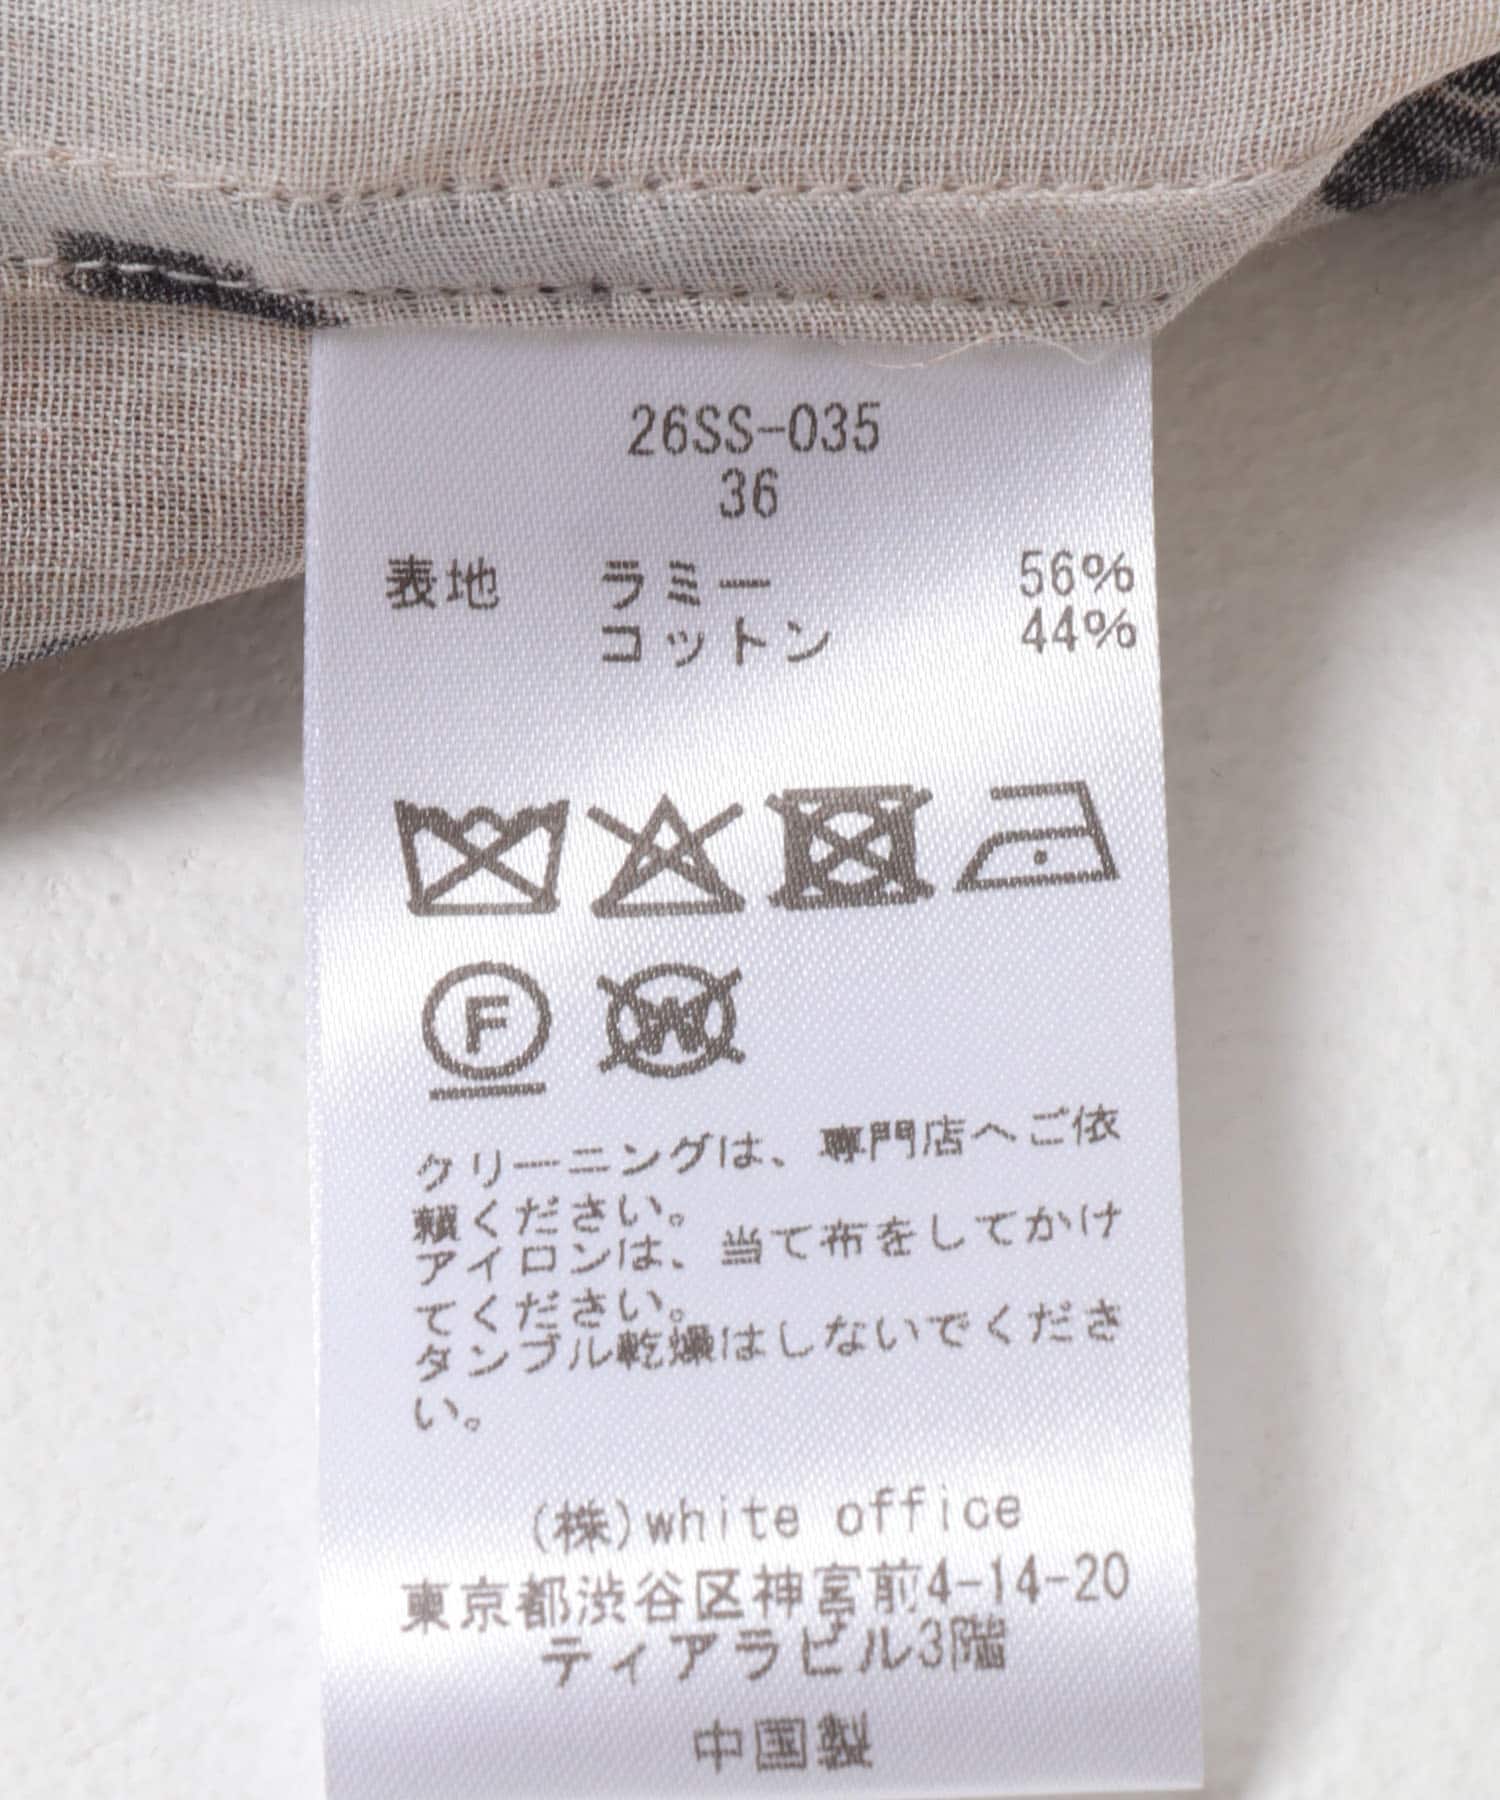 26SS-035
36
表地 ラミー 56%
コットン 44%
F
W
クリーニングは、専門店へご依
頼ください。
アイロンは、当て布をしてかけ
てください。
タンブル乾燥はしないでくださ
い。
(株)white office
東京都渋谷区神宮前4-14-20
ティアラビル3階
中国製